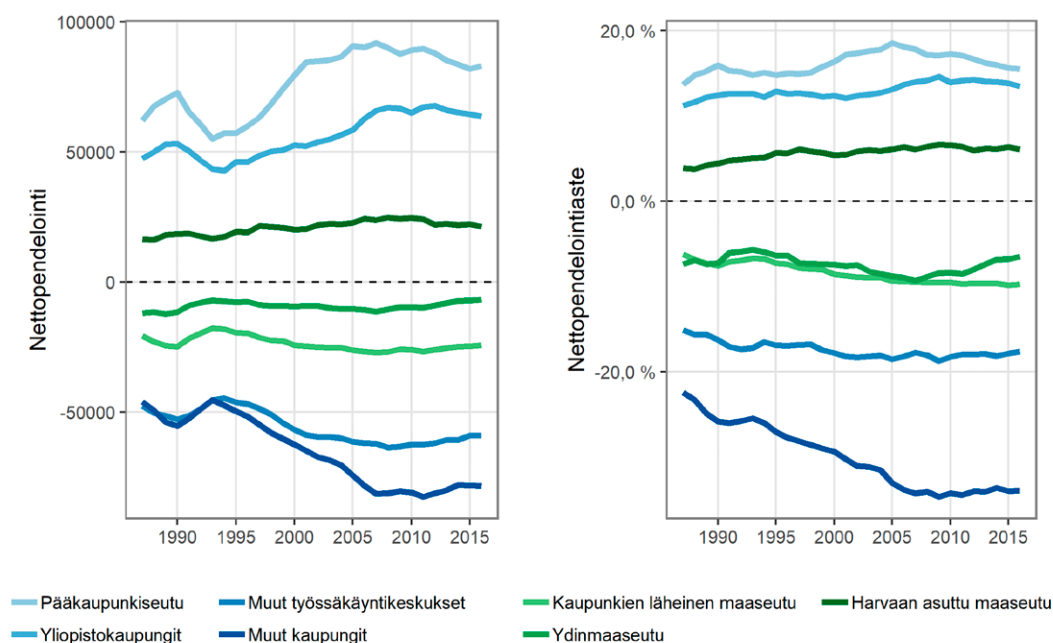 Nettopendelointi
100000
50000
0
-50000
1990 1995 2000 2005 2010 2015
Nettopendelointiaste
20,0 %
0,0 %
-20,0 %
1990 1995 2000 2005 2010 2015
Pääkaupunkiseutu Muut työssäkäyntikeskukset Kaupunkien läheinen maaseutu Harvaan asuttu maaseutu
Yliopistokaupungit Muut kaupungit Ydinmaaseutu